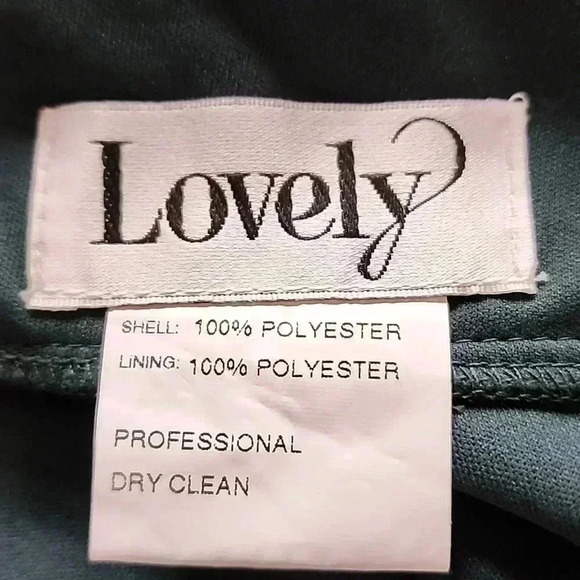 Lovely
SHELL: 100% POLYESTER
LINING: 100% POLYESTER
PROFESSIONAL
DRY CLEAN